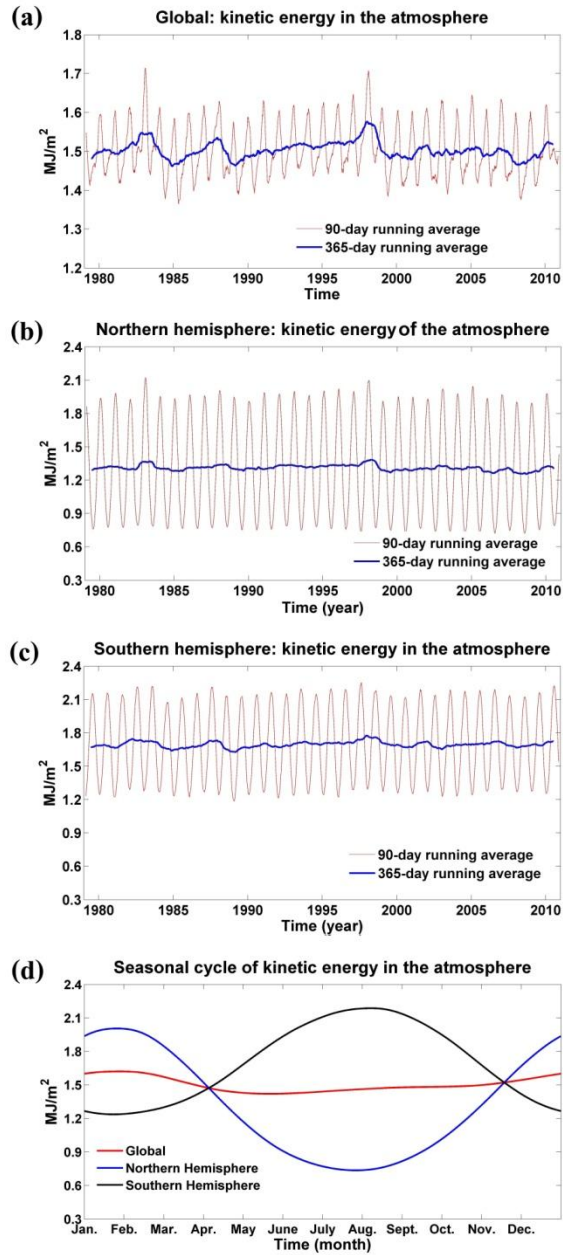 (a)
Global: kinetic energy in the atmosphere
1.8
1.7
1.6
1.5
1.4
1.2
MJ/m²
90-day running average
365-day running average
1980 1985 1990 1995 2000 2005 2010
Time
(b)
Northern hemisphere: kinetic energy of the atmosphere
2.4
2.1
1.8
1.5
1.2
0.9
0.6
0.3
MJ/m²
90-day running average
365-day running average
1980 1985 1990 1995 2000 2005 2010
Time (year)
(c)
Southern hemisphere: kinetic energy in the atmosphere
2.4
2.1
1.8
1.5
1.2
0.9
0.6
0.3
MJ/m²
90-day running average
365-day running average
1980 1985 1990 1995 2000 2005 2010
Time (year)
(d)
Seasonal cycle of kinetic energy in the atmosphere
2.4
2.1
1.8
1.5
1.2
0.9
0.6
0.3
MJ/m²
Global
Northern Hemisphere
Southern Hemisphere
Jan. Feb. Mar. Apr. May June July Aug. Sept. Oct. Nov. Dec.
Time (month)